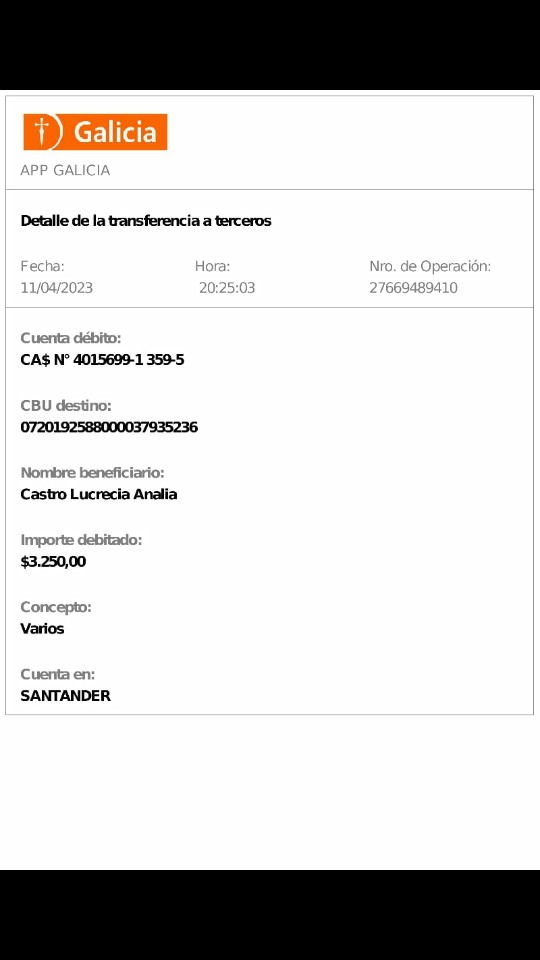 Galicia
APP GALICIA
Detalle de la transferencia a terceros
Fecha: Hora: Nro. de Operación:
11/04/2023 20:25:03 27669489410
Cuenta débito:
CA$ N° 4015699-1 359-5
CBU destino:
0720192588000037935236
Nombre beneficiario:
Castro Lucrecia Analia
Importe debitado:
$3.250,00
Concepto:
Varios
Cuenta en:
SANTANDER